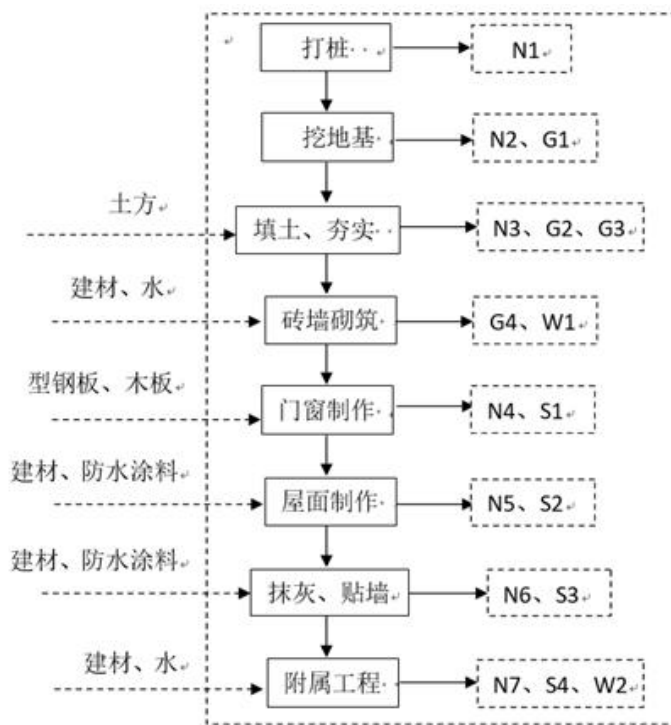 打桩
N1
挖地基
N2、G1
土方
填土、夯实
N3、G2、G3
建材、水
砖墙砌筑
G4、W1
型钢板、木板
门窗制作
N4、S1
建材、防水涂料
屋面制作
N5、S2
建材、防水涂料
抹灰、贴墙
N6、S3
建材、水
附属工程
N7、S4、W2